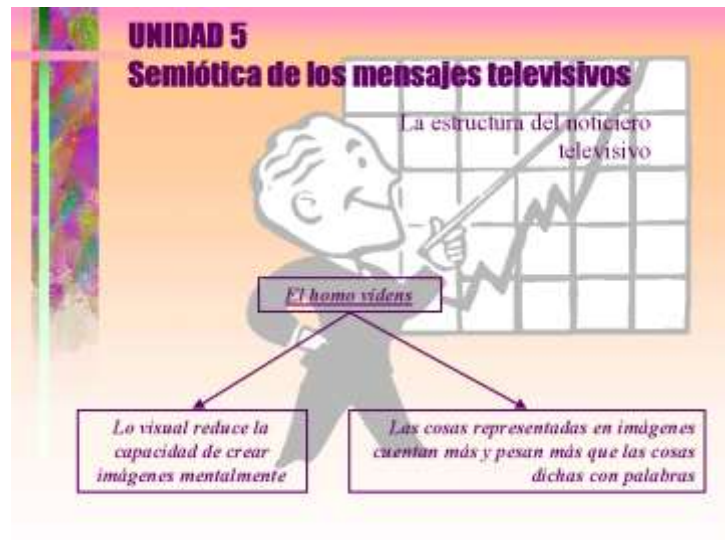 UNIDAD 5
Semiótica de los mensajes televisivos
La estructura del noticiero
televisivo
El homo videns
Lo visual reduce la
capacidad de crear
imágenes mentalmente
Las cosas representadas en imágenes
cuentan más y pesan más que las cosas
dichas con palabras